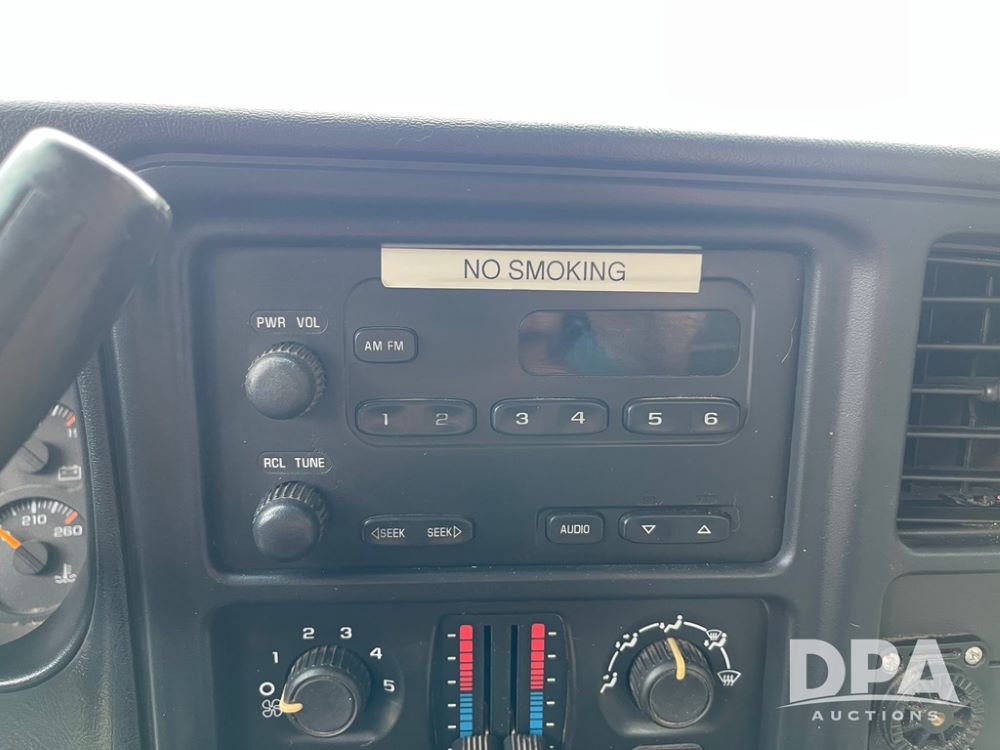 NO SMOKING
PWR VOL
AM FM
1 2 3 4 5 6
RCL TUNE
SEEK SEEK
AUDIO
11
210
260
1 2 3 4 5
DPA
AUCTIONS